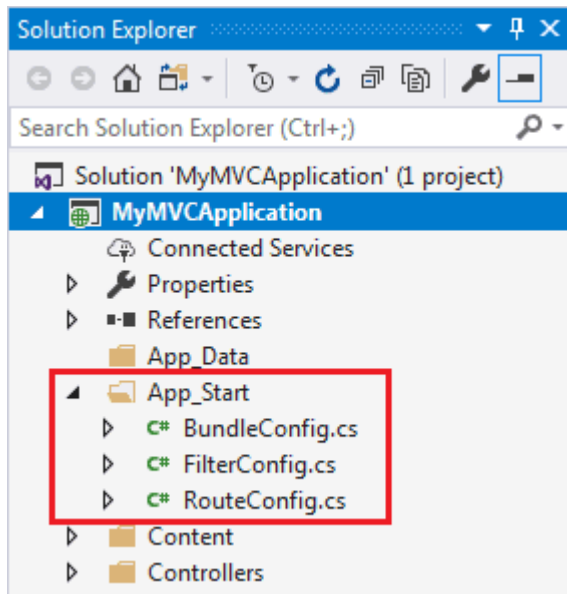 Solution Explorer
Search Solution Explorer (Ctrl+;)
Solution 'MyMVCApplication' (1 project)
MyMVCApplication
Connected Services
Properties
References
App_Data
App_Start
C# BundleConfig.cs
C# FilterConfig.cs
C# RouteConfig.cs
Content
Controllers